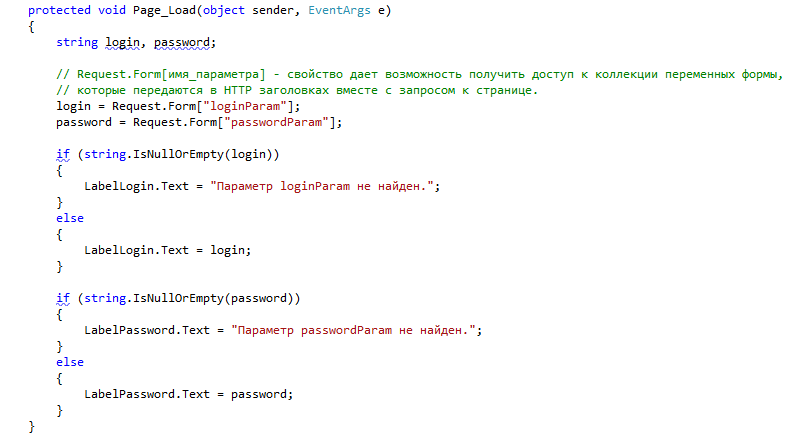 protected void Page_Load(object sender, EventArgs e)
{
string login, password;
// Request.Form[имя_параметра] - свойство дает возможность получить доступ к коллекции переменных формы,
// которые передаются в HTTP заголовках вместе с запросом к странице.
login = Request.Form["loginParam"];
password = Request.Form["passwordParam"];
if (string.IsNullOrEmpty(login))
{
LabelLogin.Text = "Параметр loginParam не найден.";
}
else
{
LabelLogin.Text = login;
}
if (string.IsNullOrEmpty(password))
{
LabelPassword.Text = "Параметр passwordParam не найден.";
}
else
{
LabelPassword.Text = password;
}
}